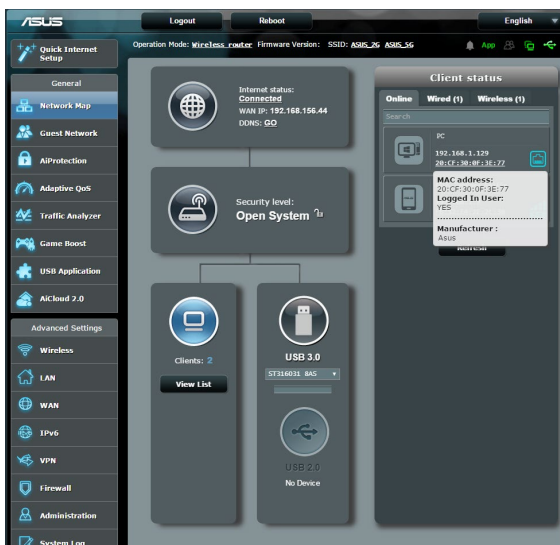 ASUS
Logout
Reboot
English
Quick Internet
Setup
Operation Mode: Wireless router Firmware Version: SSID: ASUS_2G ASUS_5G
App
General
Network Map
Guest Network
AiProtection
Adaptive QoS
Traffic Analyzer
Game Boost
USB Application
AiCloud 2.0
Advanced Settings
Wireless
LAN
WAN
IPv6
VPN
Firewall
Administration
System Log
Internet status:
Connected
WAN IP: 192.168.156.44
DDNS: GO
Security level:
Open System
Clients: 2
View List
USB 3.0
ST316031 8AS
USB 2.0
No Device
Client status
Online Wired (1) Wireless (1)
Search
PC
192.168.1.129
20:CF:30:0F:3E:77
MAC address:
20:CF:30:0F:3E:77
Logged In User:
YES
Manufacturer :
Asus
Refresh